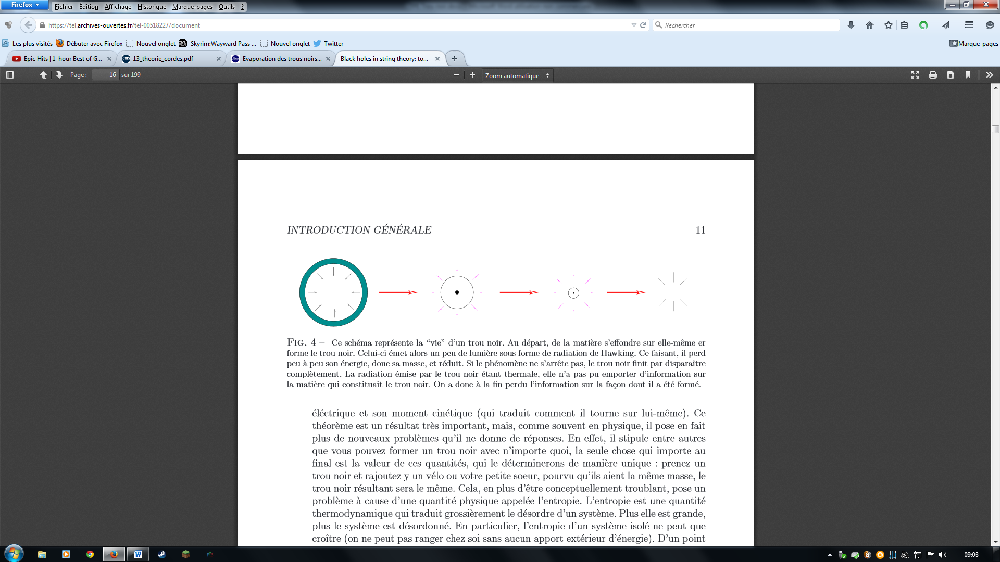 Firefox
Fichier Édition Affichage Historique Marque-pages Outils ?
https://tel.archives-ouvertes.fr/tel-00518227/document
Rechercher
Les plus visités Débuter avec Firefox Nouvel onglet Skyrim:Wayward Pass ... Nouvel onglet Twitter Marque-pages
Epic Hits | 1-hour Best of G... 13_theorie_cordes.pdf Evaporation des trous noirs... Black holes in string theory: to...
Page : 16 sur 199 Zoom automatique
INTRODUCTION GÉNÉRALE 11
FIG. 4 – Ce schéma représente la “vie” d’un trou noir. Au départ, de la matière s’effondre sur elle-même er
forme le trou noir. Celui-ci émet alors un peu de lumière sous forme de radiation de Hawking. Ce faisant, il perd
peu à peu son énergie, donc sa masse, et réduit. Si le phénomène ne s’arrête pas, le trou noir finit par disparaître
complètement. La radiation émise par le trou noir étant thermale, elle n’a pas pu emporter d’information sur
la matière qui constituait le trou noir. On a donc à la fin perdu l’information sur la façon dont il a été formé.
éléctrique et son moment cinétique (qui traduit comment il tourne sur lui-même). Ce
théorème est un résultat très important, mais, comme souvent en physique, il pose en fait
plus de nouveaux problèmes qu’il ne donne de réponses. En effet, il stipule entre autres
que vous pouvez former un trou noir avec n’importe quoi, la seule chose qui importe au
final est la valeur de ces quantités, qui le déterminerons de manière unique : prenez un
trou noir et rajoutez y un vélo ou votre petite soeur, pourvu qu’ils aient la même masse, le
trou noir résultant sera le même. Cela, en plus d’être conceptuellement troublant, pose un
problème à cause d’une quantité physique appelée l’entropie. L’entropie est une quantité
thermodynamique qui traduit grossièrement le désordre d’un système. Plus elle est grande,
plus le système est désordonné. En particulier, l’entropie d’un système isolé ne peut que
croître (on ne peut pas ranger chez soi sans aucun apport extérieur d’énergie). D’un point
09:03